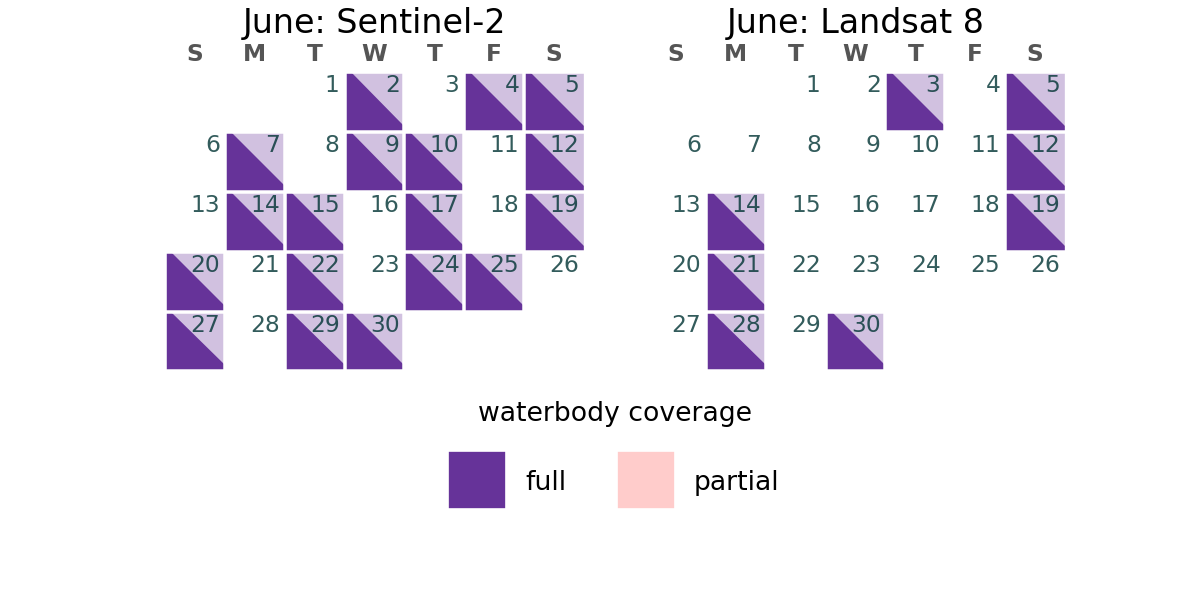 June: Sentinel-2
S M T W T F S
1 2 3 4 5
6 7 8 9 10 11 12
13 14 15 16 17 18 19
20 21 22 23 24 25 26
27 28 29 30
June: Landsat 8
S M T W T F S
1 2 3 4 5
6 7 8 9 10 11 12
13 14 15 16 17 18 19
20 21 22 23 24 25 26
27 28 29 30
waterbody coverage
full partial